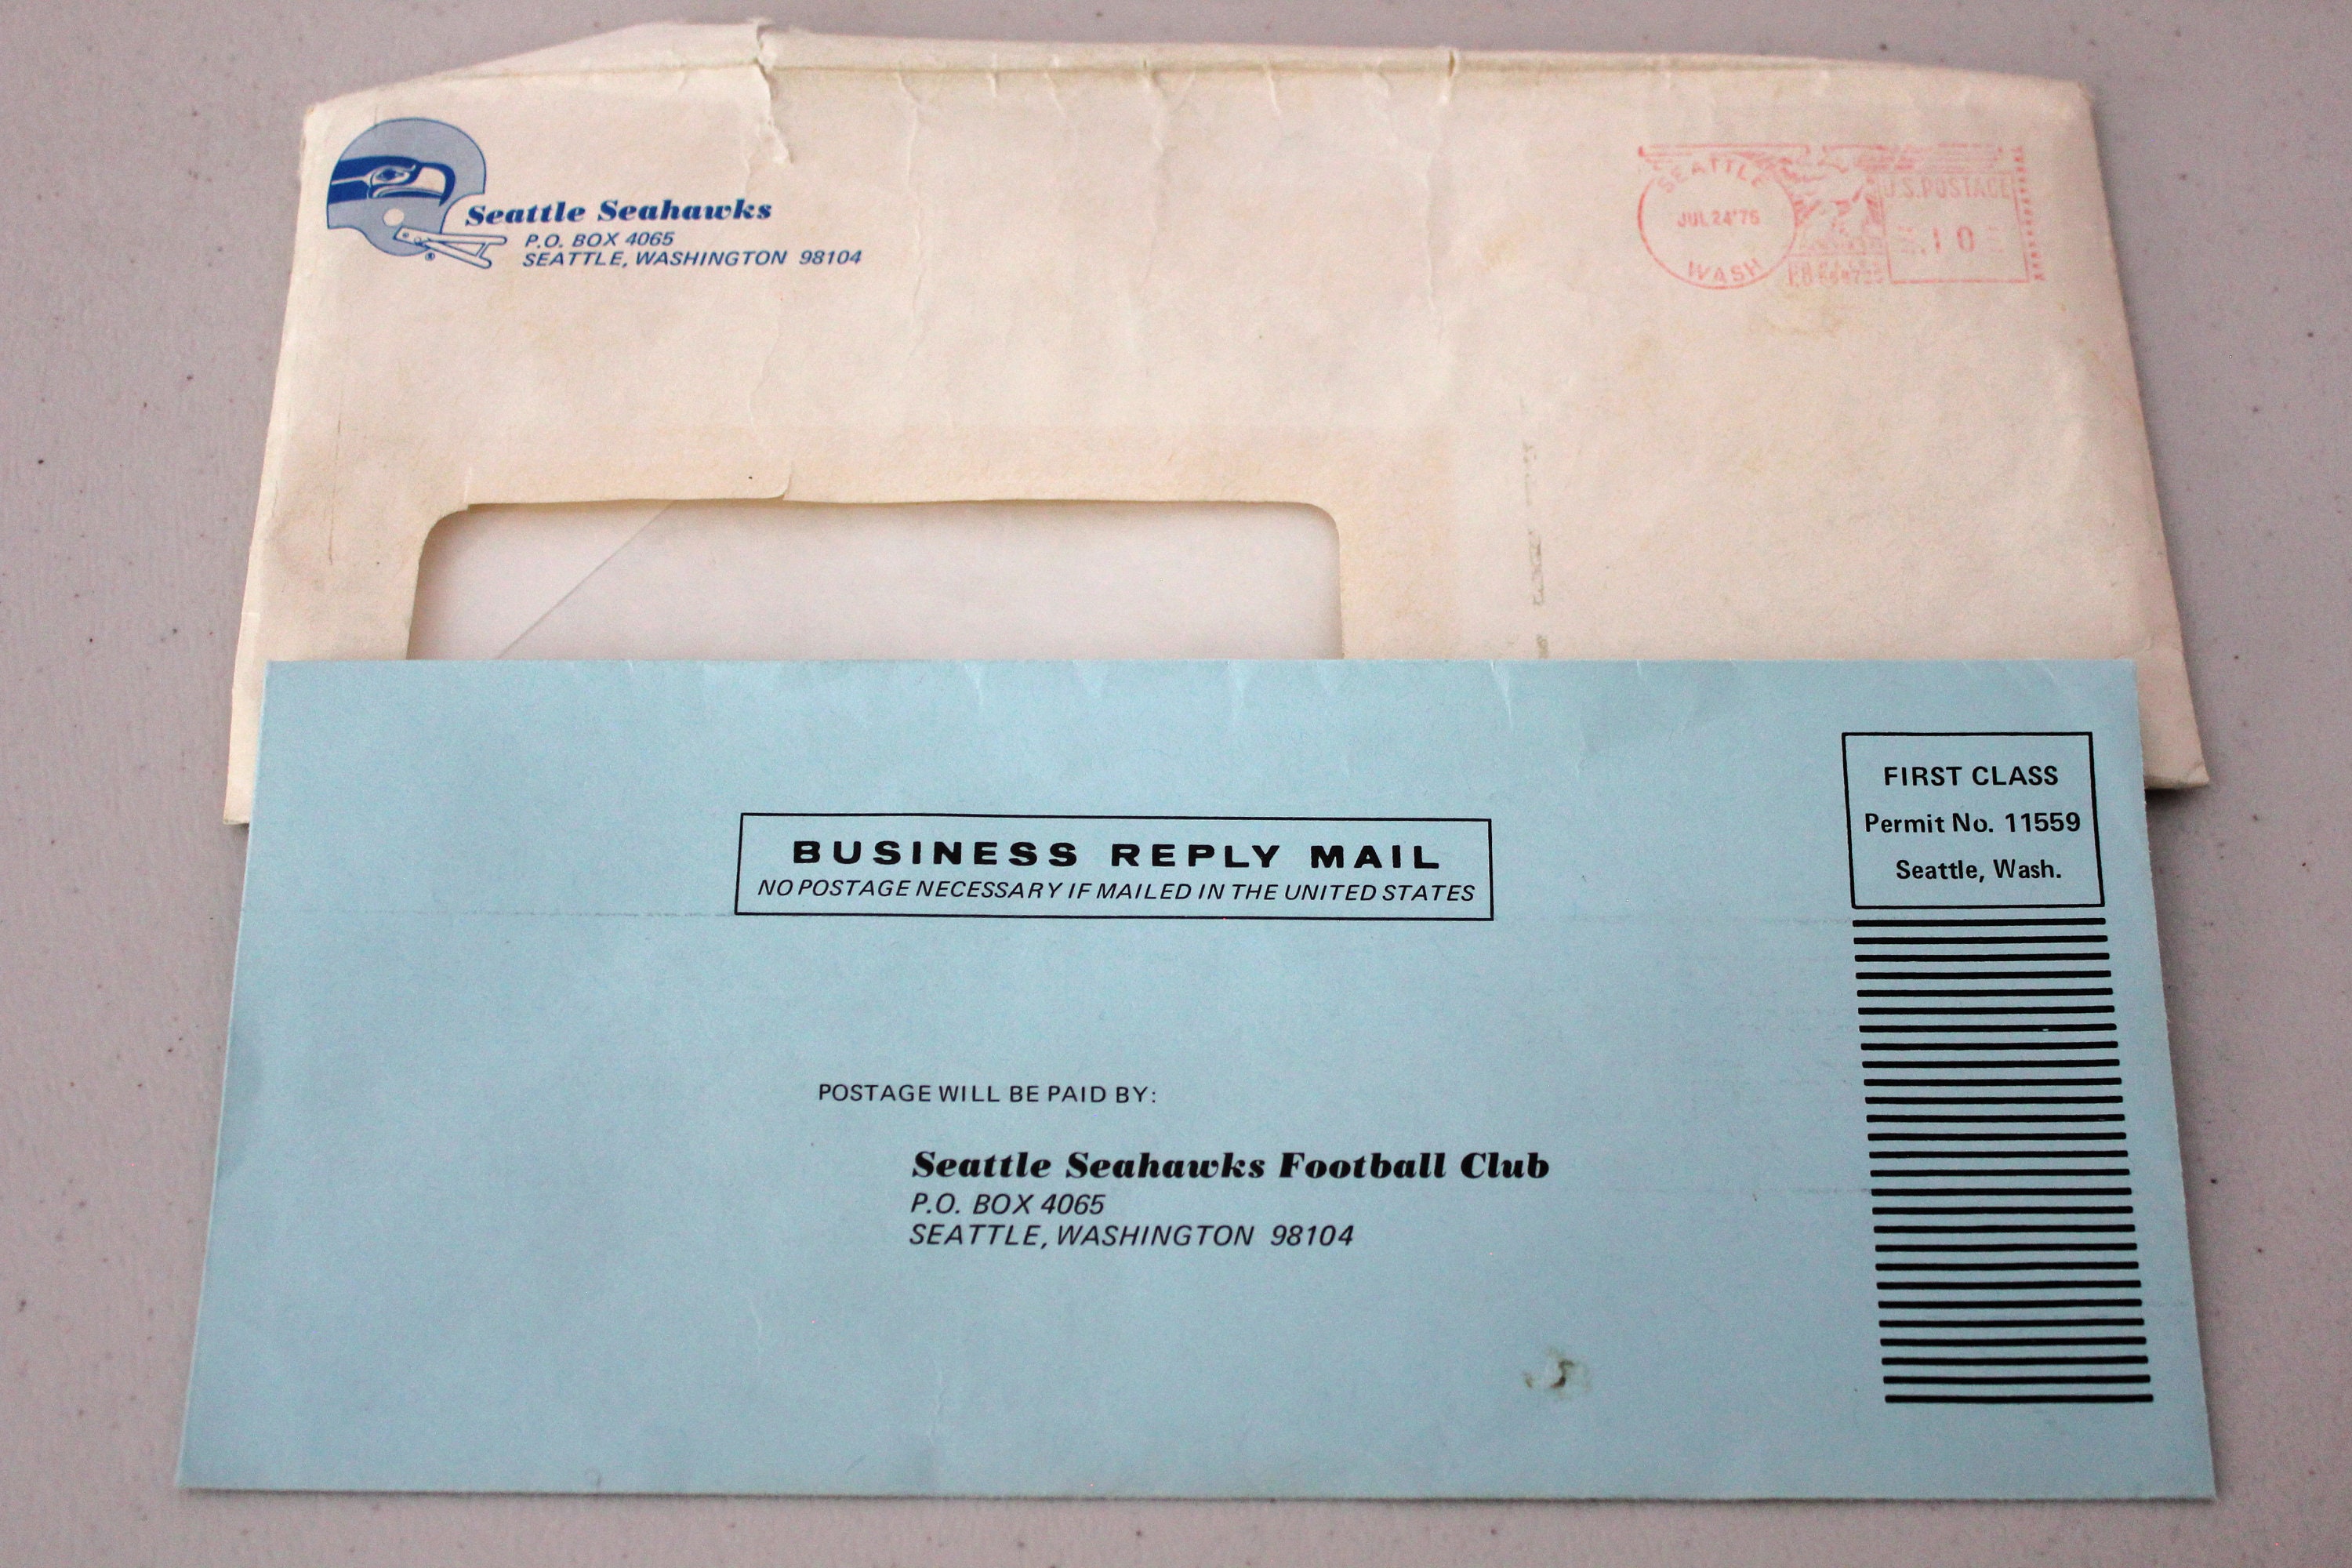 Seattle Seahawks
P.O. BOX 4065
SEATTLE, WASHINGTON 98104
SEATTLE
JUL 24 '76
WASH
U.S. POSTAGE
.10
FIRST CLASS
Permit No. 11559
Seattle, Wash.
BUSINESS REPLY MAIL
NO POSTAGE NECESSARY IF MAILED IN THE UNITED STATES
POSTAGE WILL BE PAID BY:
Seattle Seahawks Football Club
P.O. BOX 4065
SEATTLE, WASHINGTON 98104